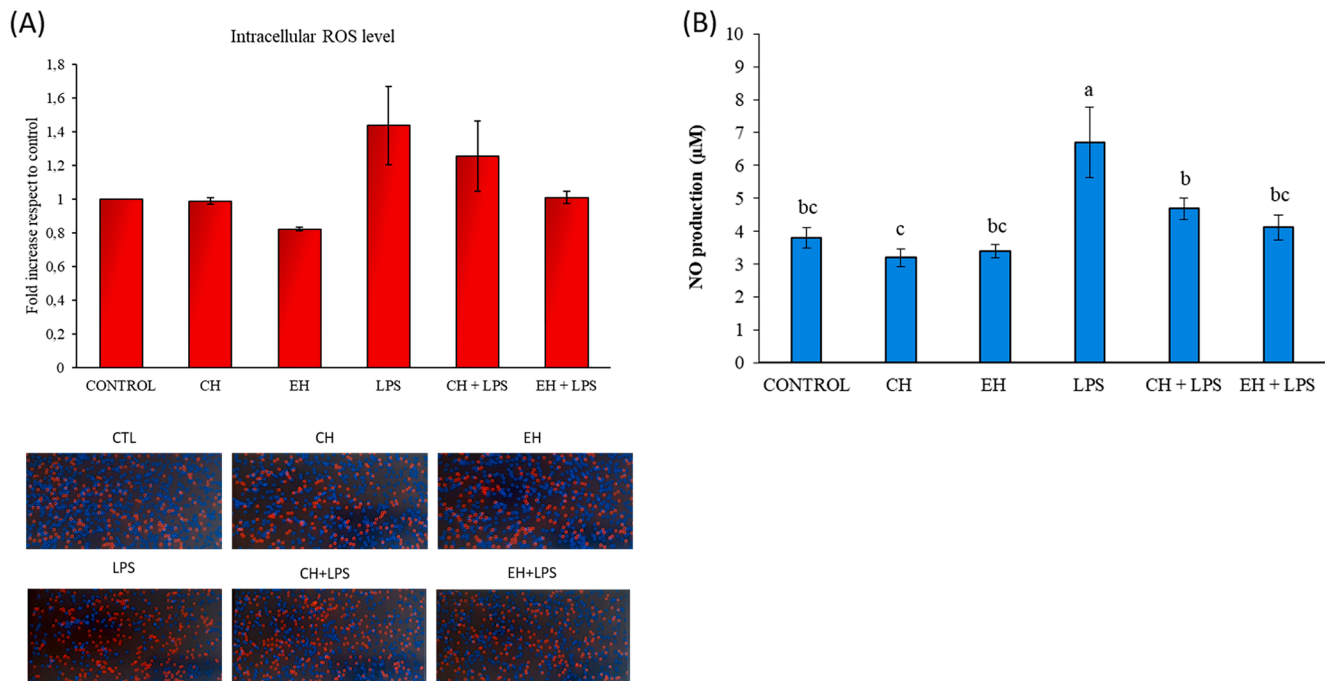 (A)
Intracellular ROS level
Fold increase respect to control
1,8
1,6
1,4
1,2
1
0,8
0,6
0,4
0,2
0
CONTROL CH EH LPS CH + LPS EH + LPS
CTL CH EH
LPS CH+LPS EH+LPS
(B)
NO production (µM)
10
9
8
7
6
5
4
3
2
1
0
bc c bc a b bc
CONTROL CH EH LPS CH + LPS EH + LPS